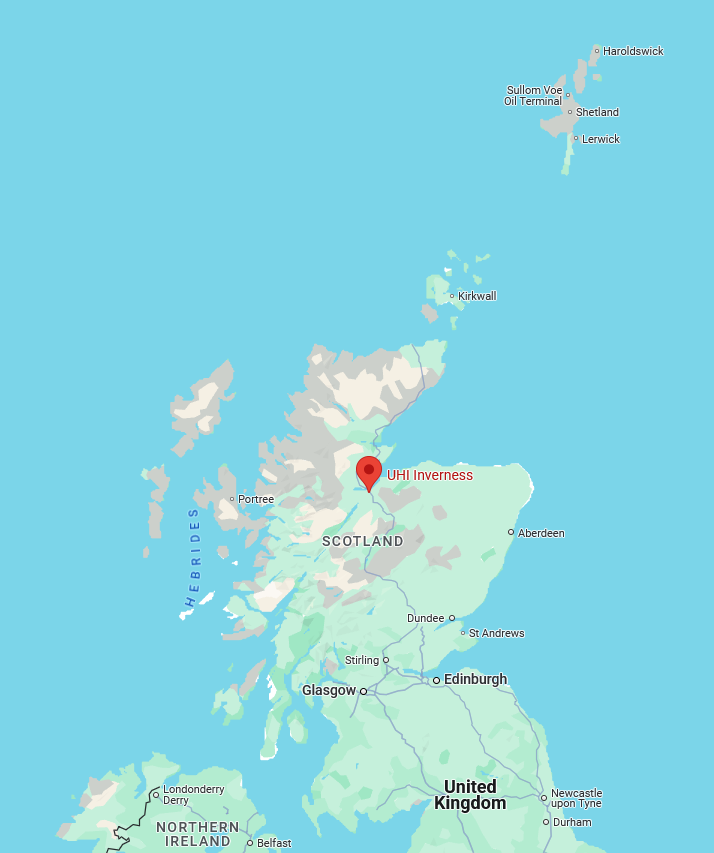 Haroldswick
Sullom Voe
Oil Terminal
Shetland
Lerwick
Kirkwall
UHI Inverness
Portree
HEBRIDES
SCOTLAND
Aberdeen
Dundee
St Andrews
Stirling
Edinburgh
Glasgow
United
Kingdom
Londonderry
Derry
Newcastle
upon Tyne
Durham
NORTHERN
IRELAND
Belfast